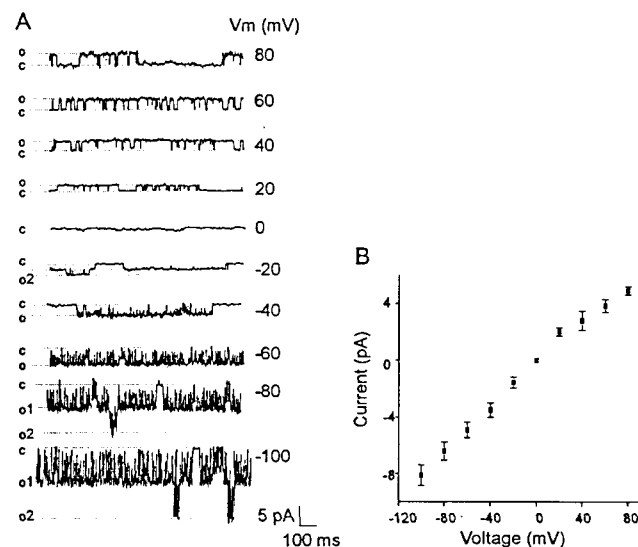 A
Vm (mV)
o
c
80
o
c
60
o
c
40
o
c
20
c
0
c
o2
-20
c
o
-40
c
o
-60
c
-80
o1
o2
c
-100
o1
o2
5 pA
100 ms
B
Current (pA)
4
0
-4
-8
-120
-80
-40
0
40
80
Voltage (mV)